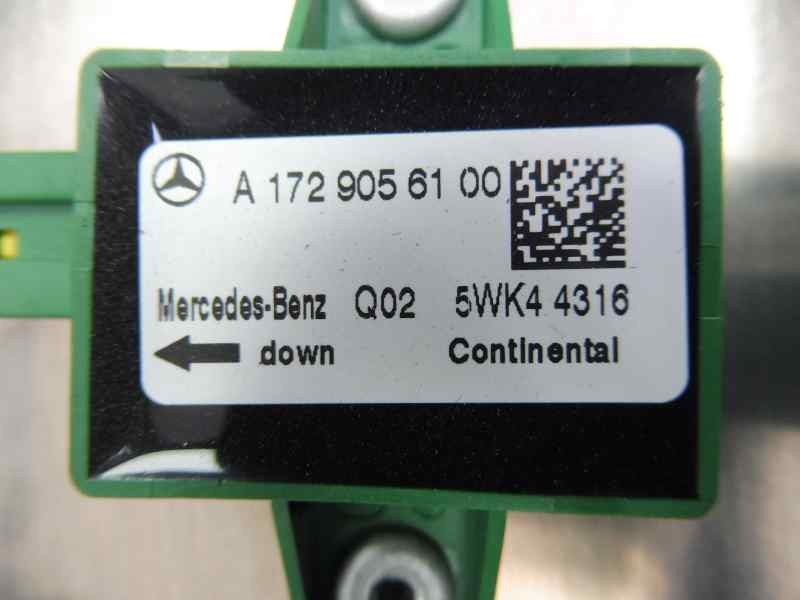 A 172 905 61 00
Mercedes-Benz Q02 5WK4 4316
down Continental